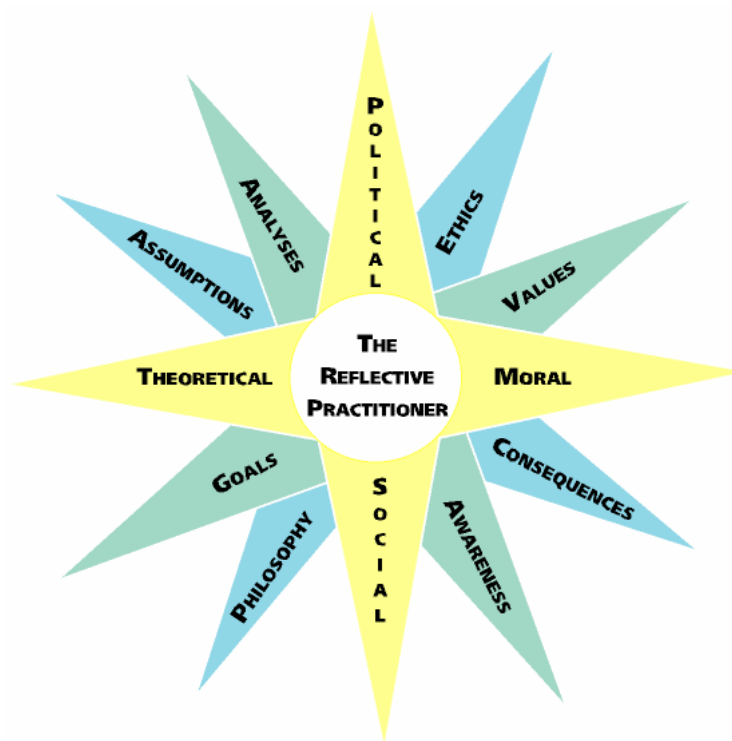 POLITICAL
ETHICS
ANALYSES
VALUES
ASSUMPTIONS
THE
REFLECTIVE
PRACTITIONER
THEORETICAL
MORAL
GOALS
CONSEQUENCES
SOCIAL
AWARENESS
PHILOSOPHY